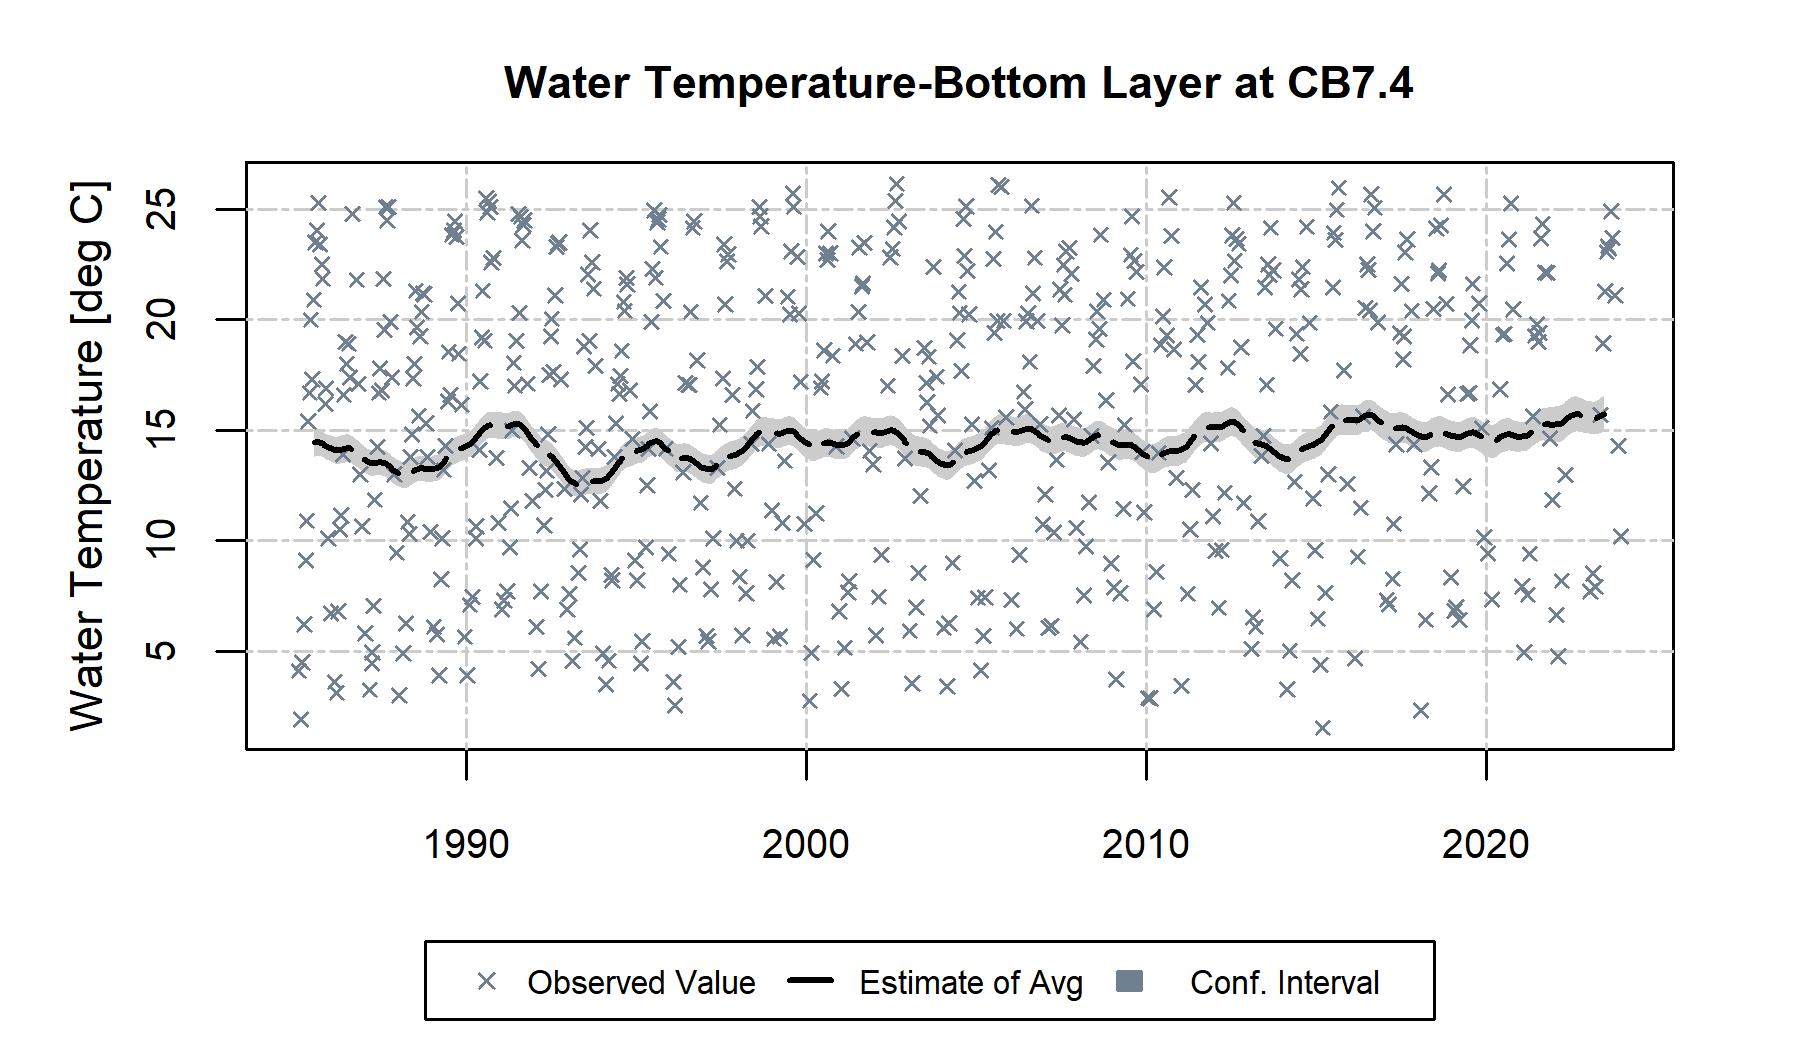 Water Temperature-Bottom Layer at CB7.4
Water Temperature [deg C]
25
20
15
10
5
1990 2000 2010 2020
Observed Value Estimate of Avg Conf. Interval